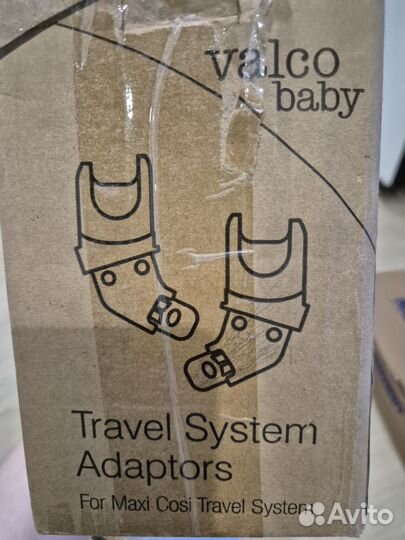 valco
baby
Travel System
Adaptors
For Maxi Cosi Travel System
Avito